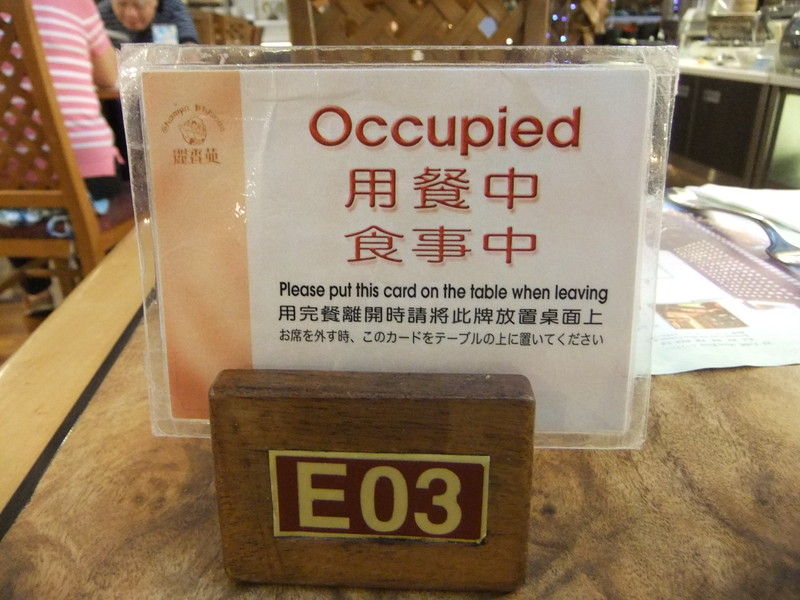 麗香苑
Occupied
用餐中
食事中
Please put this card on the table when leaving
用完餐離開時請將此牌放置桌面上
お席を外す時、このカードをテーブルの上に置いてください
E03